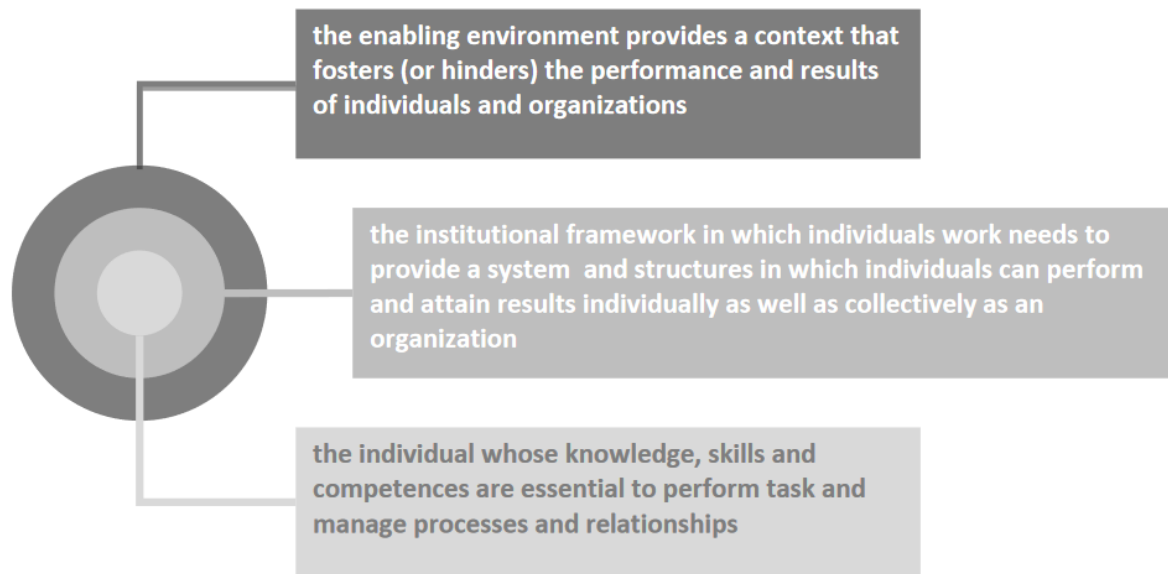 the enabling environment provides a context that
fosters (or hinders) the performance and results
of individuals and organizations
the institutional framework in which individuals work needs to
provide a system  and structures in which individuals can perform
and attain results individually as well as collectively as an
organization
the individual whose knowledge, skills and
competences are essential to perform task and
manage processes and relationships